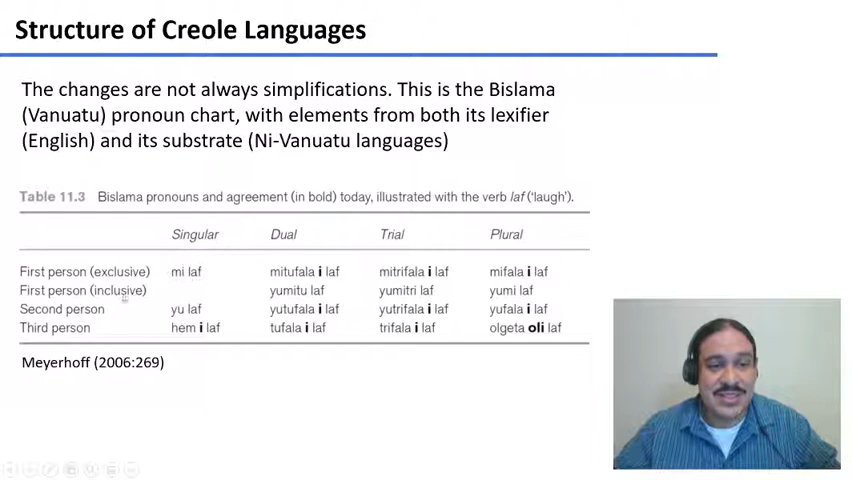 Structure of Creole Languages
The changes are not always simplifications. This is the Bislama
(Vanuatu) pronoun chart, with elements from both its lexifier
(English) and its substrate (Ni-Vanuatu languages)
Table 11.3 Bislama pronouns and agreement (in bold) today, illustrated with the verb laf ('laugh').
Singular Dual Trial Plural
First person (exclusive) mi laf mitufala i laf mitrifala i laf mifala i laf
First person (inclusive) yumitu laf yumitri laf yumi laf
Second person yu laf yutufala i laf yutrifala i laf yufala i laf
Third person hem i laf tufala i laf trifala i laf olgeta oli laf
Meyerhoff (2006:269)